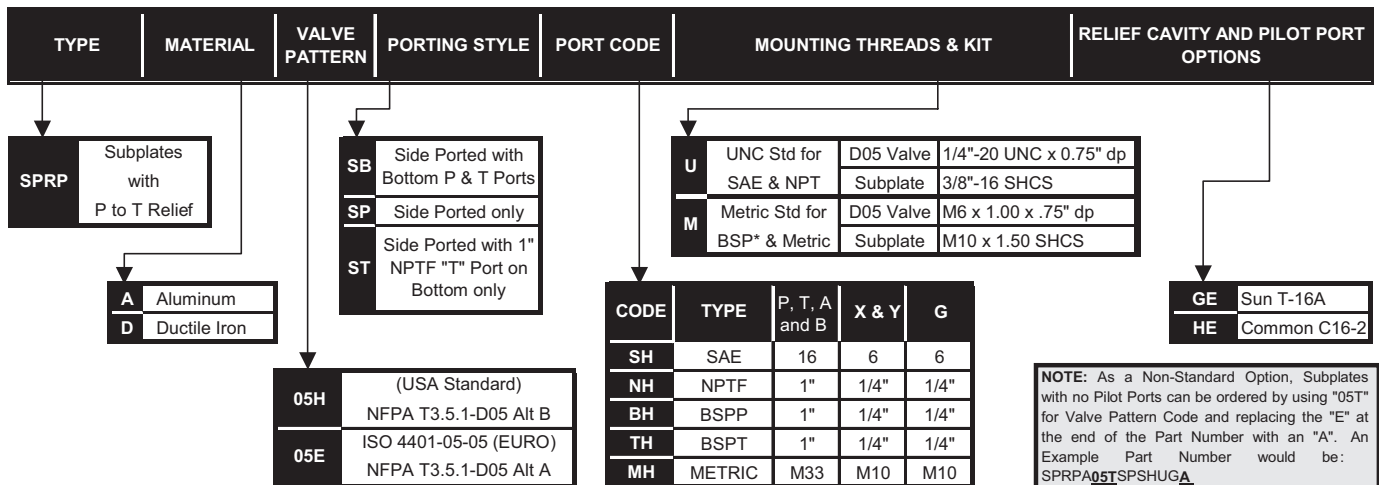 TYPE
MATERIAL
VALVE
PATTERN
PORTING STYLE
PORT CODE
MOUNTING THREADS & KIT
RELIEF CAVITY AND PILOT PORT
OPTIONS
SPRP
Subplates
with
P to T Relief
A Aluminum
D Ductile Iron
05H
(USA Standard)
NFPA T3.5.1-D05 Alt B
05E
ISO 4401-05-05 (EURO)
NFPA T3.5.1-D05 Alt A
SB
Side Ported with
Bottom P & T Ports
SP Side Ported only
ST
Side Ported with 1"
NPTF "T" Port on
Bottom only
CODE TYPE P, T, A and B X & Y G
SH SAE 16 6 6
NH NPTF 1" 1/4" 1/4"
BH BSPP 1" 1/4" 1/4"
TH BSPT 1" 1/4" 1/4"
MH METRIC M33 M10 M10
U
UNC Std for D05 Valve 1/4"-20 UNC x 0.75" dp
SAE & NPT Subplate 3/8"-16 SHCS
M
Metric Std for D05 Valve M6 x 1.00 x .75" dp
BSP* & Metric Subplate M10 x 1.50 SHCS
GE Sun T-16A
HE Common C16-2
NOTE: As a Non-Standard Option, Subplates
with no Pilot Ports can be ordered by using "05T"
for Valve Pattern Code and replacing the "E" at
the end of the Part Number with an "A". An
Example Part Number would be:
SPRPA05TSPSHUGA